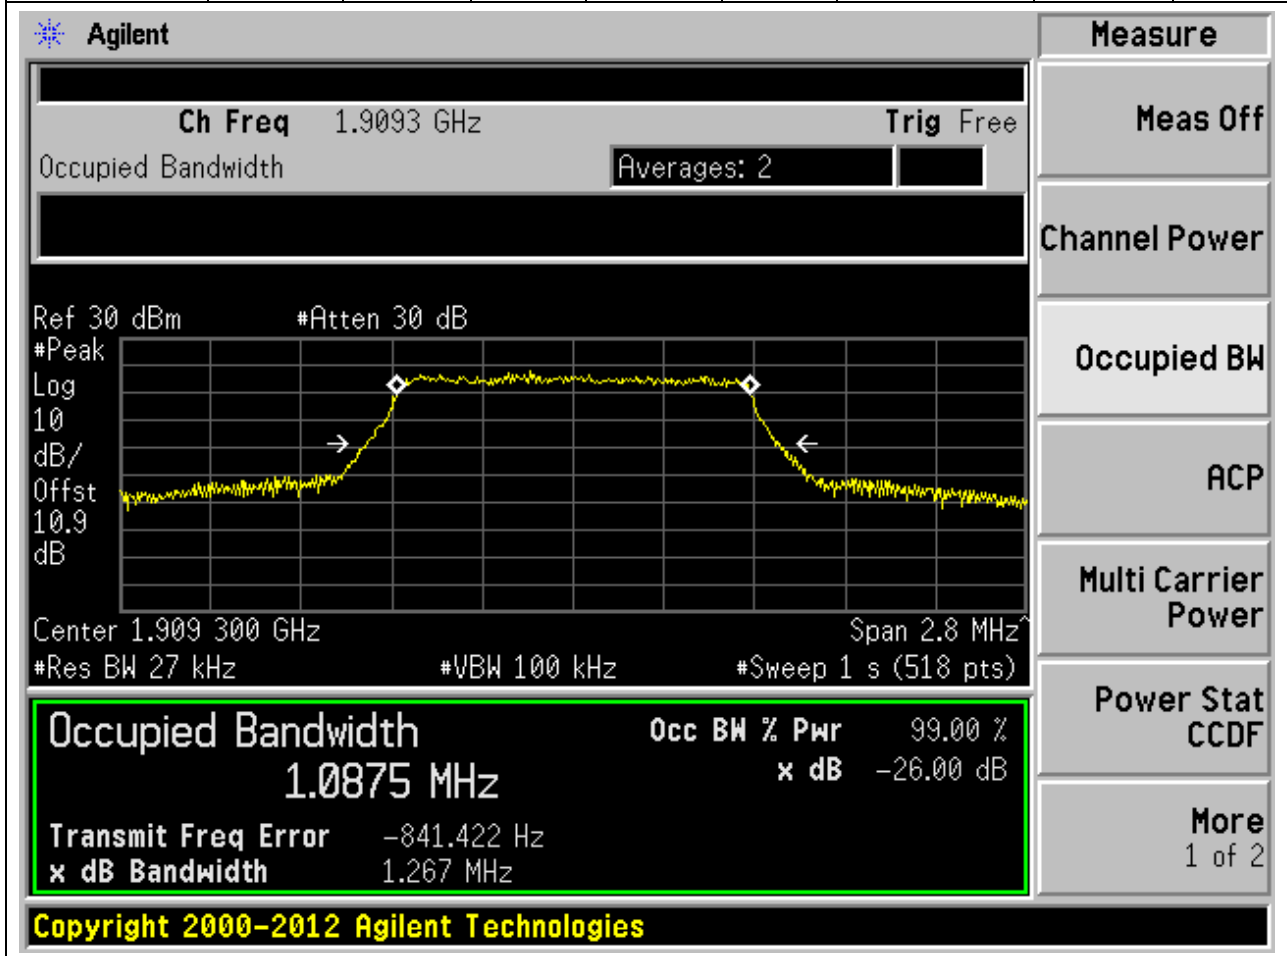 Agilent
Measure
Ch Freq 1.9093 GHz Trig Free
Occupied Bandwidth Averages: 2
Meas Off
Channel Power
Occupied BW
ACP
Multi Carrier
Power
Power Stat
CCDF
More
1 of 2
Ref 30 dBm #Atten 30 dB
#Peak
Log
10
dB/
Offst
10.9
dB
Center 1.909 300 GHz Span 2.8 MHz^
#Res BW 27 kHz #VBW 100 kHz #Sweep 1 s (518 pts)
Occupied Bandwidth Occ BW % Pwr 99.00 %
1.0875 MHz x dB -26.00 dB
Transmit Freq Error -841.422 Hz
x dB Bandwidth 1.267 MHz
Copyright 2000-2012 Agilent Technologies